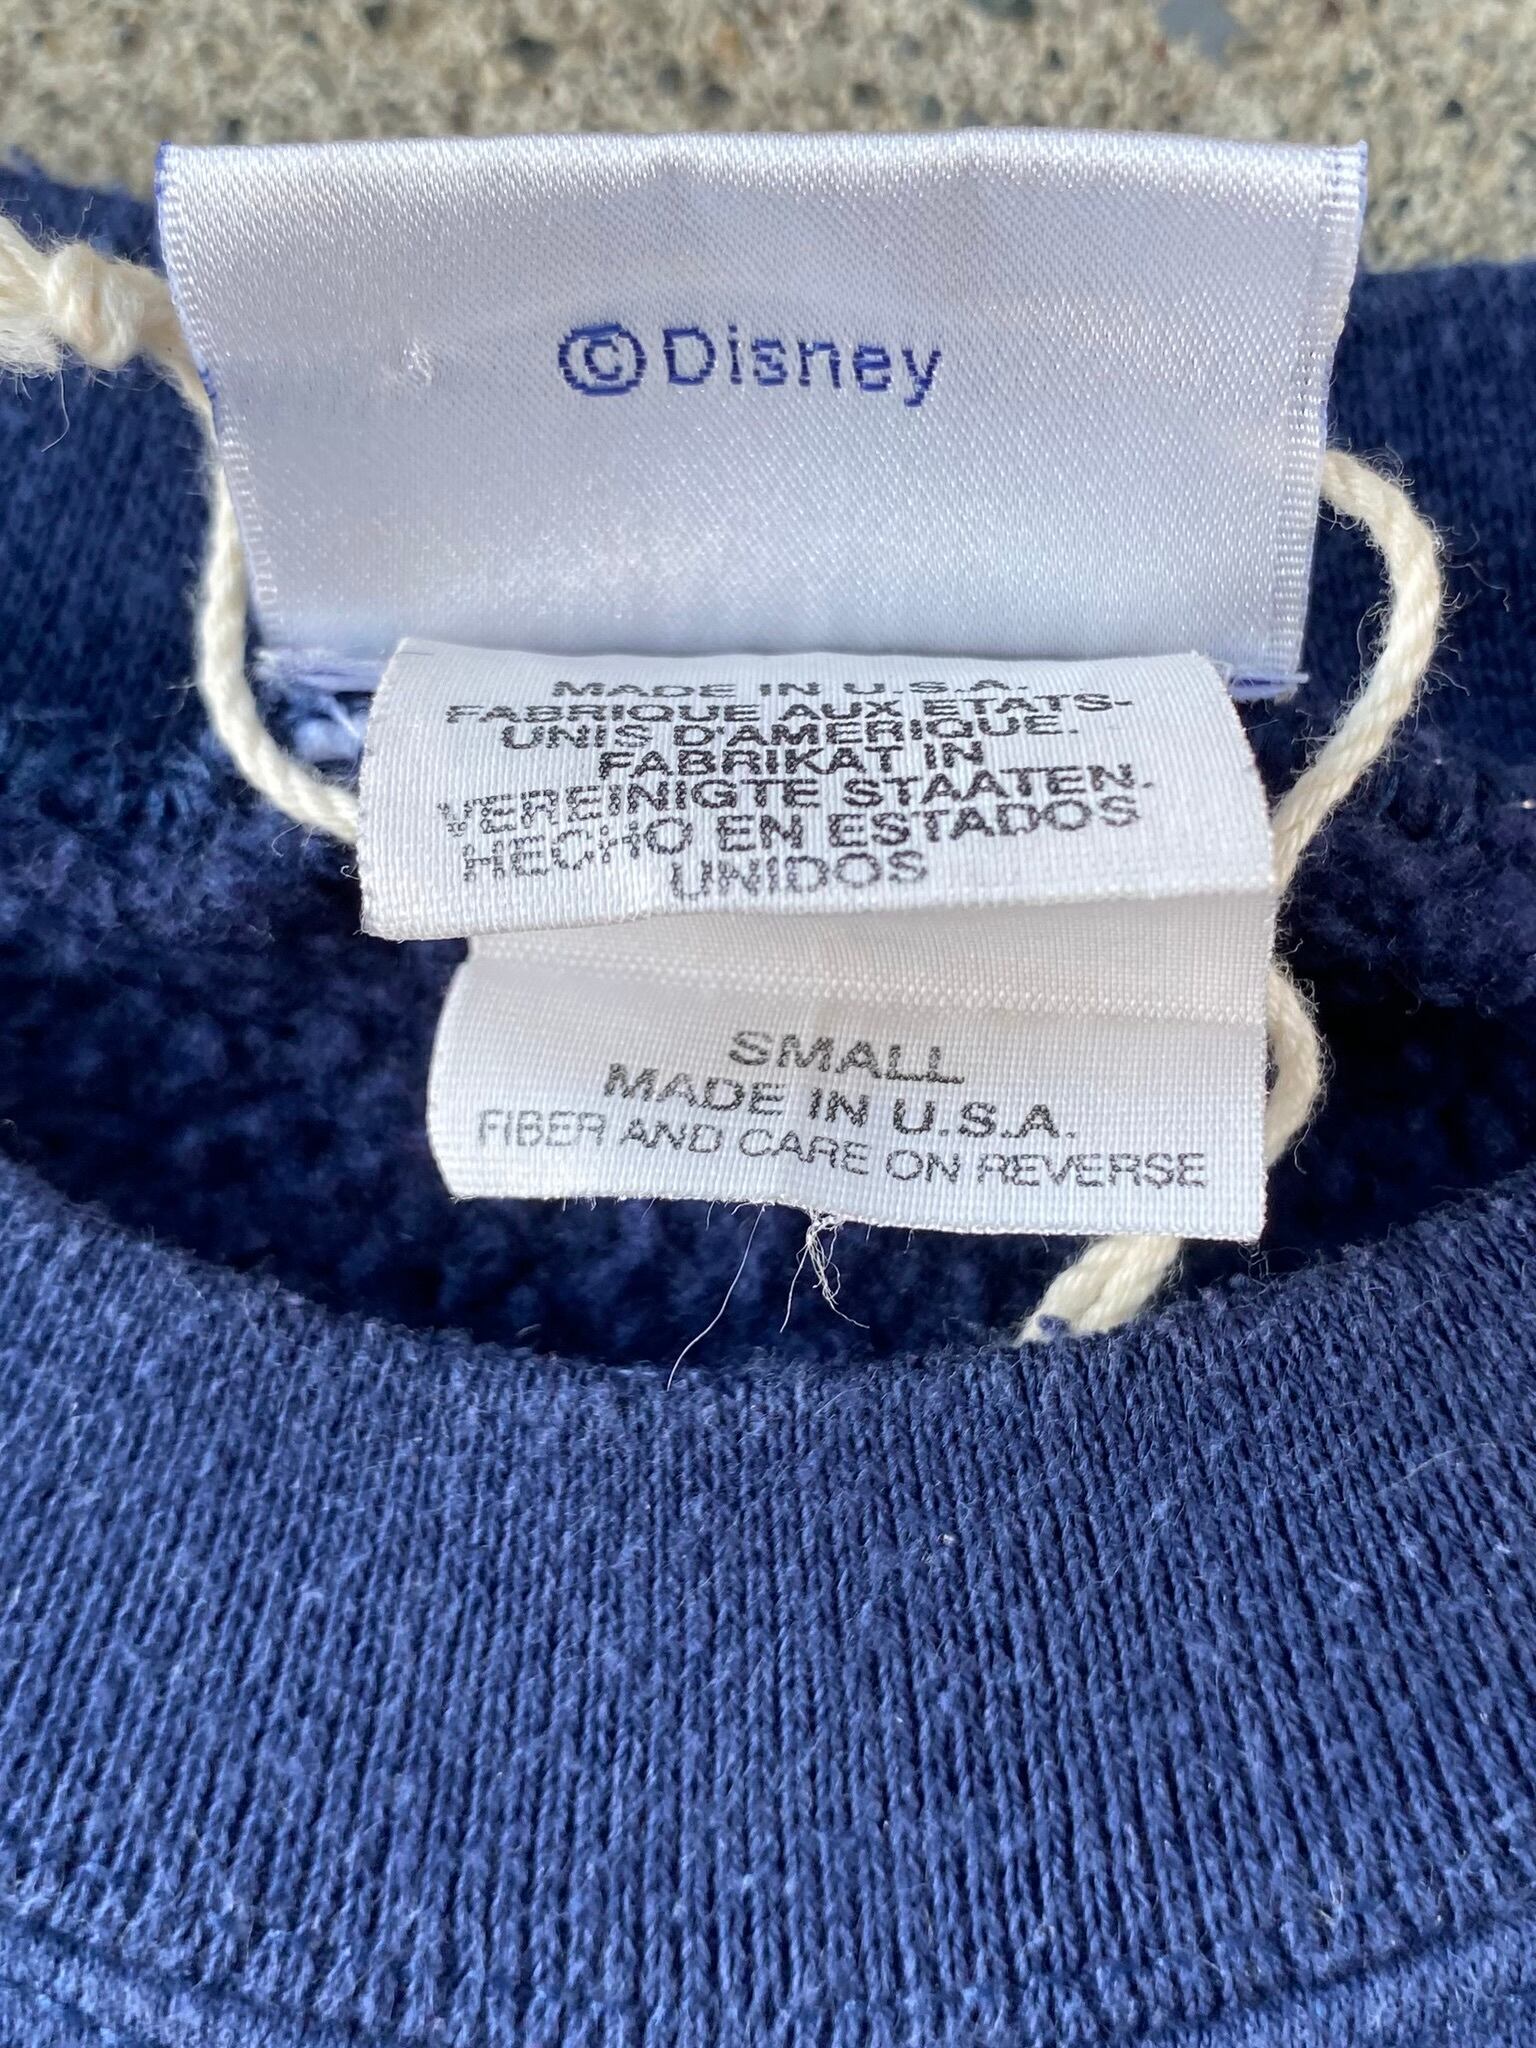 ©Disney
MADE IN U.S.A.
FABRIQUE AUX ETATS-
UNIS D'AMERIQUE.
FABRIKAT IN
VEREINIGTE STAATEN.
HECHO EN ESTADOS
UNIDOS
SMALL
MADE IN U.S.A.
FIBER AND CARE ON REVERSE